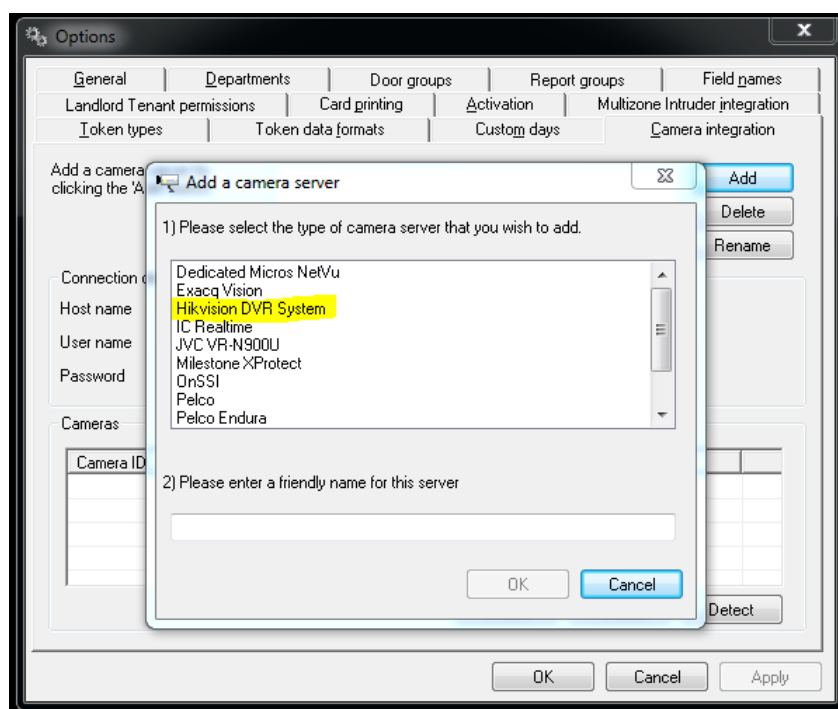 Options
General Departments Door groups Report groups Field names
Landlord Tenant permissions Card printing Activation Multizone Intruder integration
Token types Token data formats Custom days Camera integration
Add a camera
clicking the 'A
Add
Delete
Rename
Connection
Host name
User name
Password
Cameras
Camera ID
Detect
Add a camera server
1) Please select the type of camera server that you wish to add.
Dedicated Micros NetVu
Exacq Vision
Hikvision DVR System
IC Realtime
JVC VR-N900U
Milestone XProtect
OnSSI
Pelco
Pelco Endura
2) Please enter a friendly name for this server
OK Cancel
OK Cancel Apply